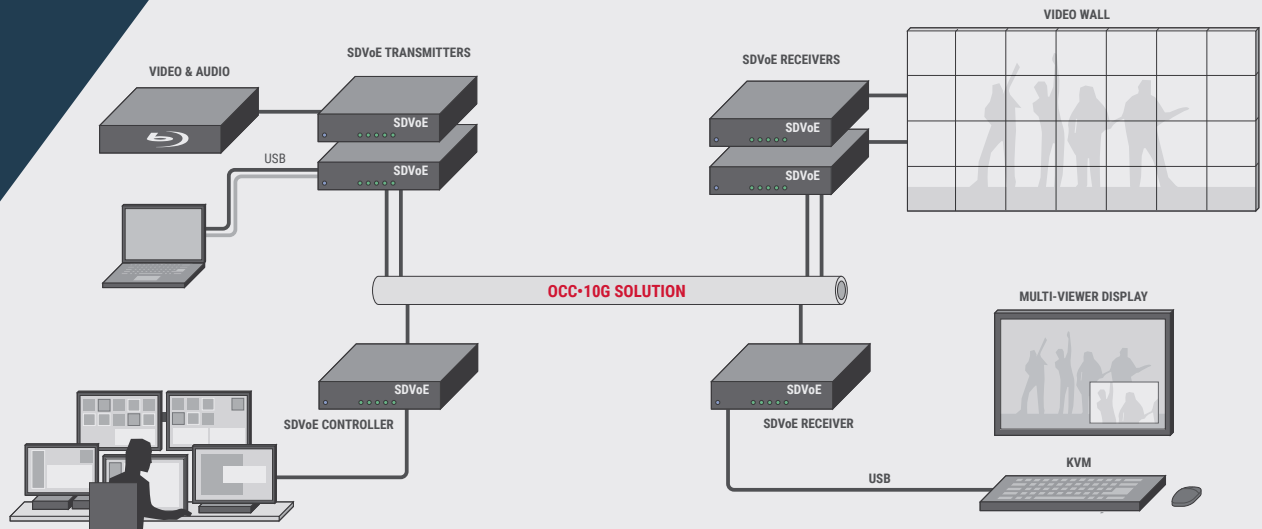 VIDEO WALL
SDVoE TRANSMITTERS
SDVoE RECEIVERS
VIDEO & AUDIO
SDVoE
SDVoE
USB
SDVoE
SDVoE
OCC•10G SOLUTION
MULTI-VIEWER DISPLAY
SDVoE
SDVoE
SDVoE CONTROLLER
SDVoE RECEIVER
KVM
USB